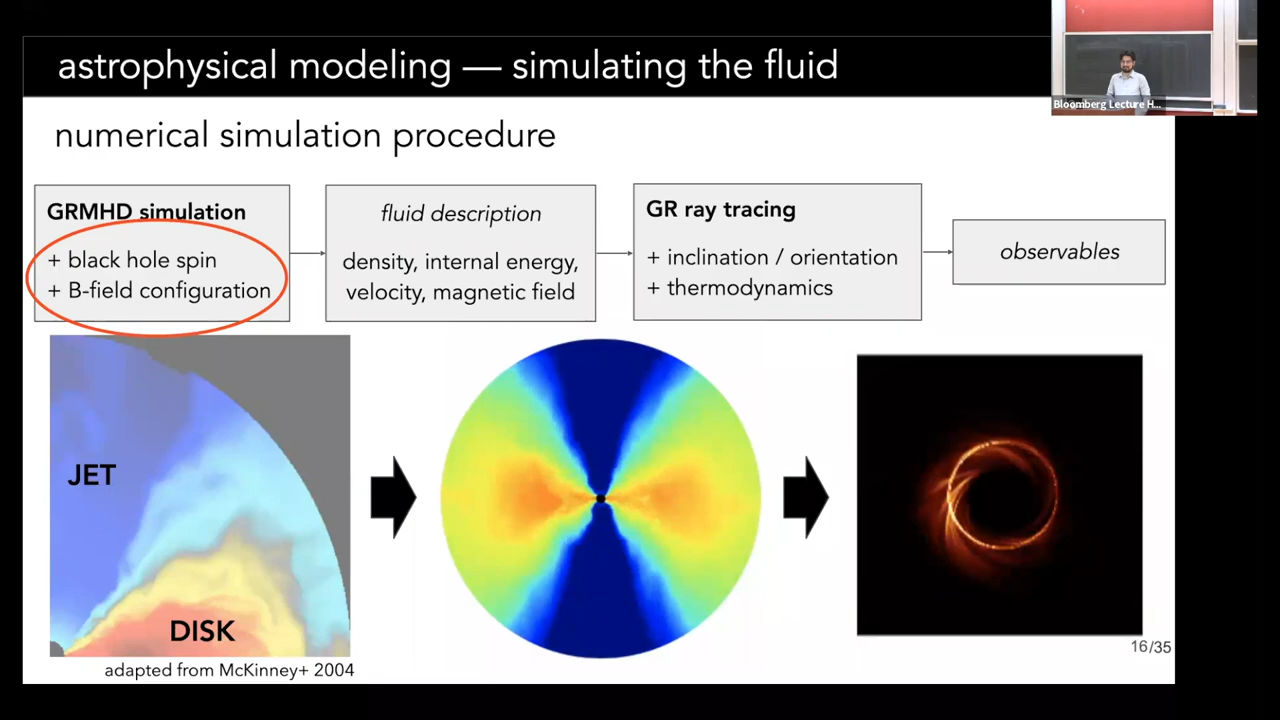 astrophysical modeling — simulating the fluid
Bloomberg Lecture H...
numerical simulation procedure
GRMHD simulation
+ black hole spin
+ B-field configuration
fluid description
density, internal energy,
velocity, magnetic field
GR ray tracing
+ inclination / orientation
+ thermodynamics
observables
JET
DISK
adapted from McKinney+ 2004
16/35